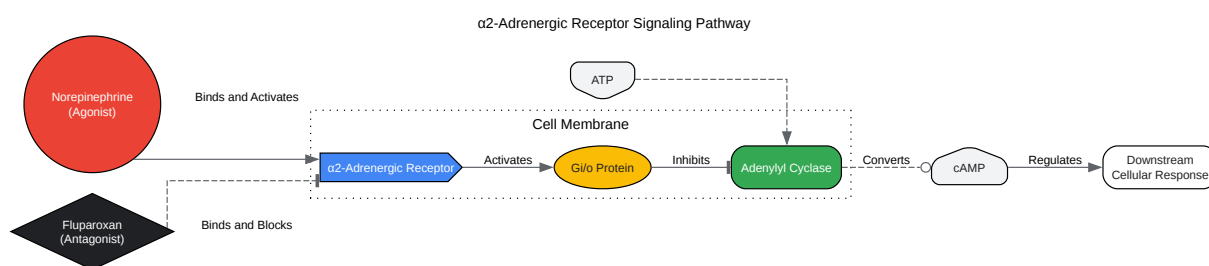 α2-Adrenergic Receptor Signaling Pathway
Norepinephrine
(Agonist)
Binds and Activates
ATP
Cell Membrane
α2-Adrenergic Receptor
Activates
Gi/o Protein
Inhibits
Adenylyl Cyclase
Converts
cAMP
Regulates
Downstream
Cellular Response
Fluparoxan
(Antagonist)
Binds and Blocks